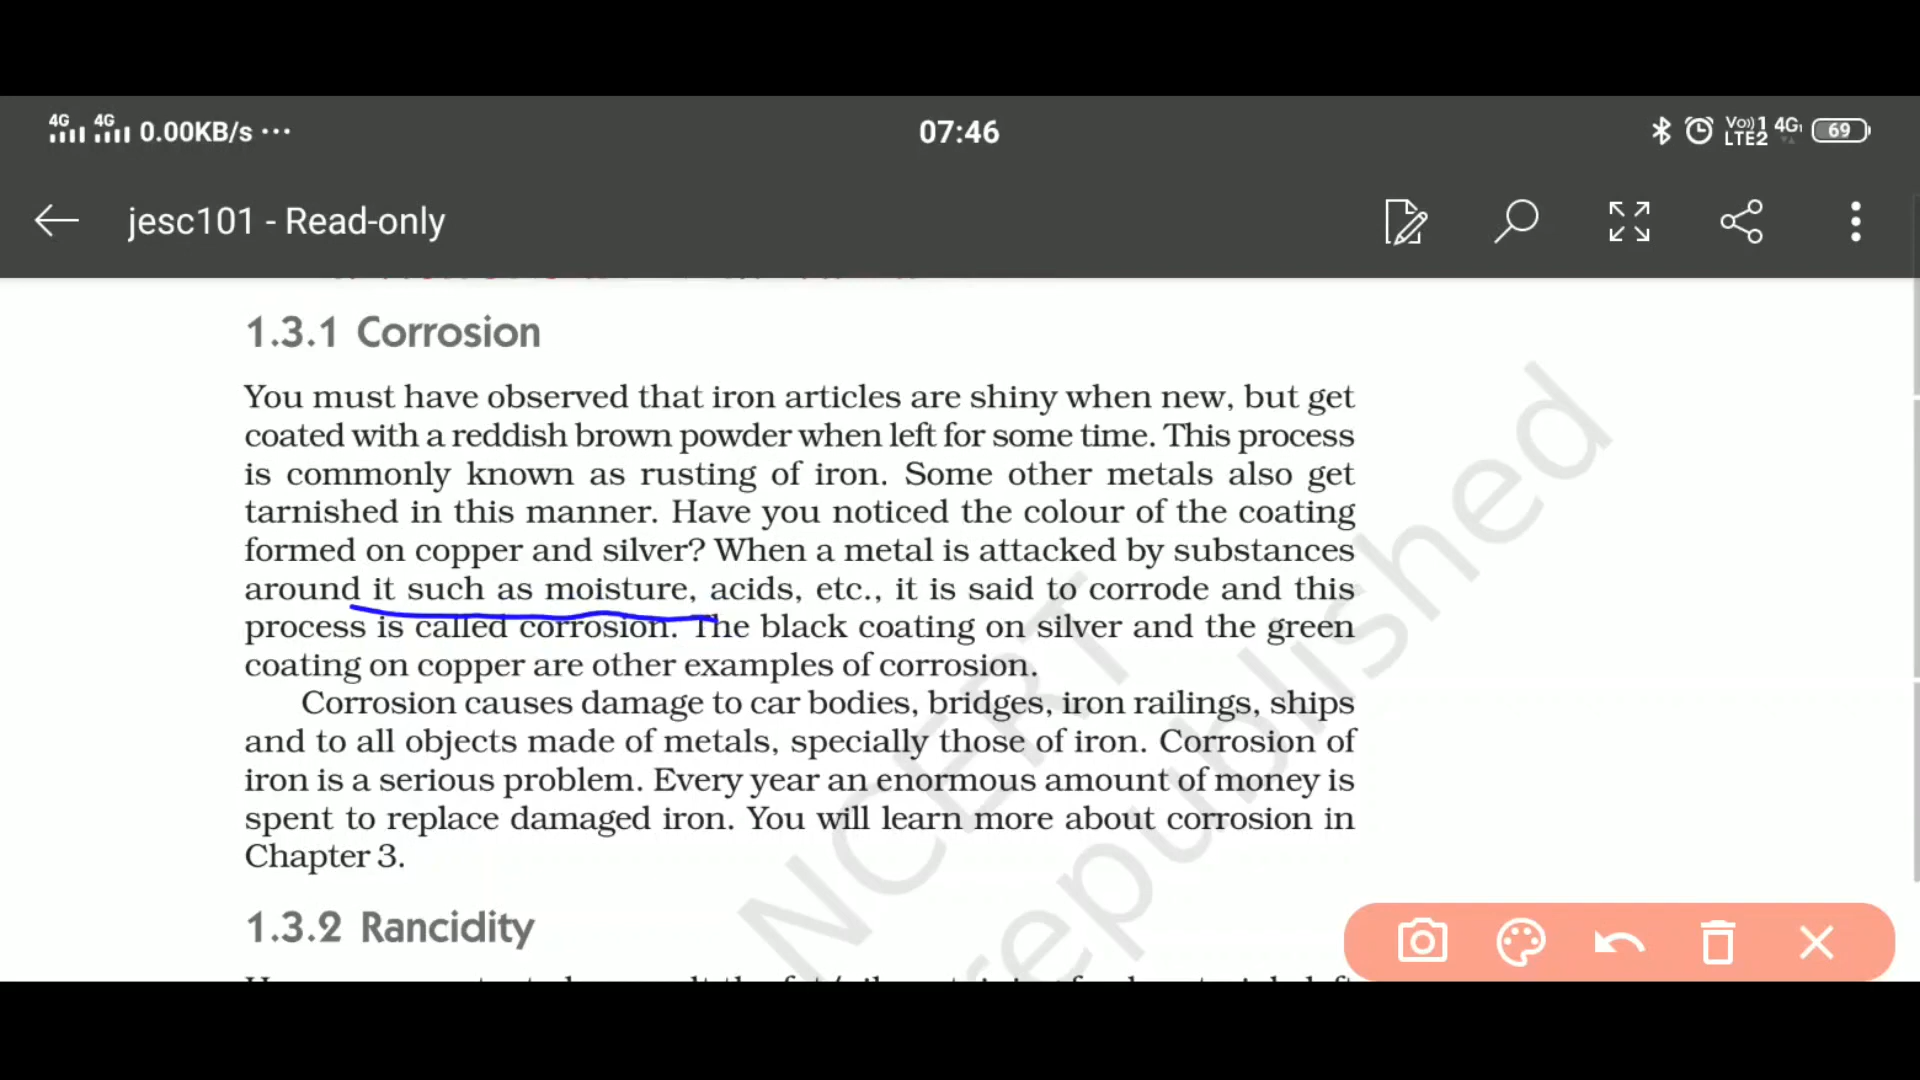 4G 4G 0.00KB/s ... 07:46 Vo)) 1 LTE2 4G 69
jesc101 - Read-only
1.3.1 Corrosion
You must have observed that iron articles are shiny when new, but get
coated with a reddish brown powder when left for some time. This process
is commonly known as rusting of iron. Some other metals also get
tarnished in this manner. Have you noticed the colour of the coating
formed on copper and silver? When a metal is attacked by substances
around it such as moisture, acids, etc., it is said to corrode and this
process is called corrosion. The black coating on silver and the green
coating on copper are other examples of corrosion.
Corrosion causes damage to car bodies, bridges, iron railings, ships
and to all objects made of metals, specially those of iron. Corrosion of
iron is a serious problem. Every year an enormous amount of money is
spent to replace damaged iron. You will learn more about corrosion in
Chapter 3.
1.3.2 Rancidity
NCERT
republished